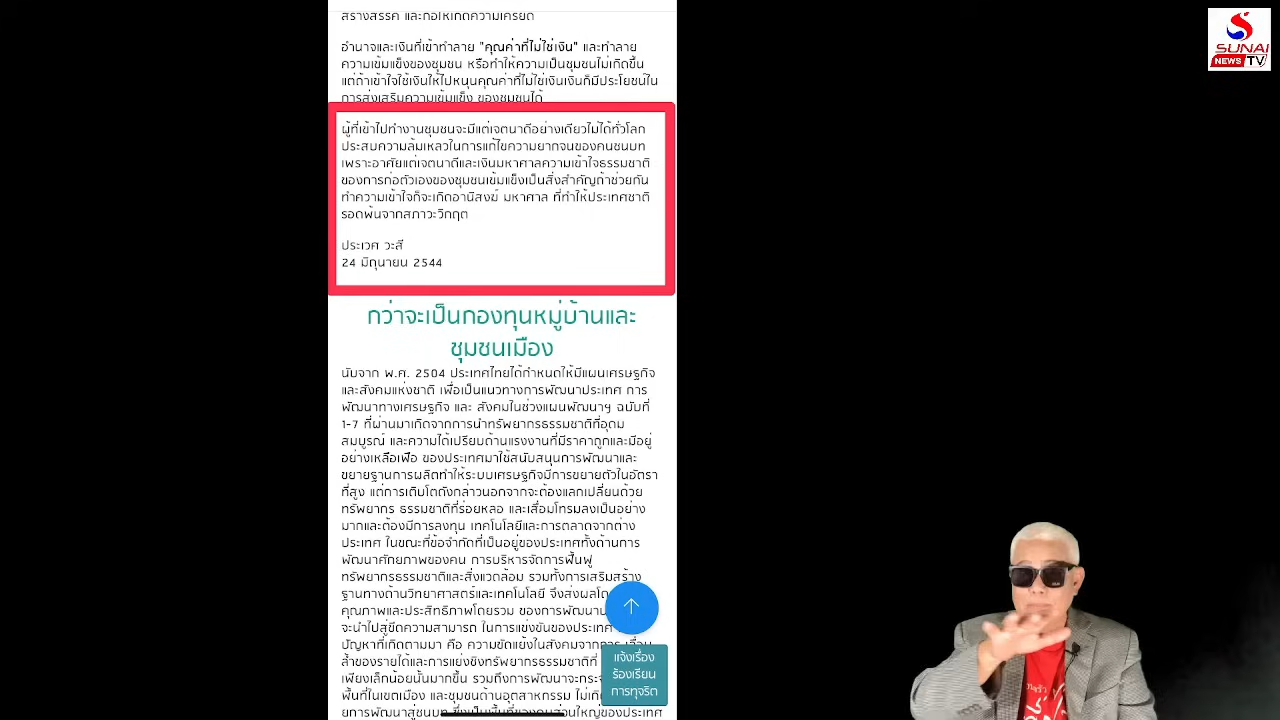 สร้างสรรค์ และก่อให้เกิดความเครียด
อำนาจและเงินที่เข้าทำลาย "คุณค่าที่ไม่ใช่เงิน" และทำลาย
ความเข้มแข็งของชุมชน หรือทำให้ความเป็นชุมชนไม่เกิดขึ้น
แต่ถ้าเข้าใจใช้เงินให้ไปหนุนคุณค่าที่ไม่ใช่เงินเงินก็มีประโยชน์ใน
การส่งเสริมความเข้มแข็ง ของชุมชนได้
ผู้ที่เข้าไปทำงานชุมชนจะมีแต่เจตนาดีอย่างเดียวไม่ได้ทั่วโลก
ประสบความล้มเหลวในการแก้ไขความยากจนของคนชนบท
เพราะอาศัยแต่เจตนาดีและเงินมหาศาลความเข้าใจธรรมชาติ
ของการก่อตัวเองของชุมชนเข้มแข็งเป็นสิ่งสำคัญถ้าช่วยกัน
ทำความเข้าใจก็จะเกิดอานิสงฆ์ มหาศาล ที่ทำให้ประเทศชาติ
รอดพ้นจากสภาวะวิกฤต
ประเวศ วะสี
24 มิถุนายน 2544
กว่าจะเป็นกองทุนหมู่บ้านและ
ชุมชนเมือง
นับจาก พ.ศ. 2504 ประเทศไทยได้กำหนดให้มีแผนเศรษฐกิจ
และสังคมแห่งชาติ เพื่อเป็นแนวทางการพัฒนาประเทศ การ
พัฒนาทางเศรษฐกิจ และ สังคมในช่วงแผนพัฒนาฯ ฉบับที่
1-7 ที่ผ่านมาเกิดจากการนำทรัพยากรธรรมชาติที่อุดม
สมบูรณ์ และความได้เปรียบด้านแรงงานที่มีราคาถูกและมีอยู่
อย่างเหลือเฟือ ของประเทศมาใช้สนับสนุนการพัฒนาและ
ขยายฐานการผลิตทำให้ระบบเศรษฐกิจมีการขยายตัวในอัตรา
ที่สูง แต่การเติบโตดังกล่าวนอกจากจะต้องแลกเปลี่ยนด้วย
ทรัพยากร ธรรมชาติที่ร่อยหลอ และเสื่อมโทรมลงเป็นอย่าง
มากและต้องมีการลงทุน เทคโนโลยีและการตลาดจากต่าง
ประเทศ ในขณะที่ข้อจำกัดที่เป็นอยู่ของประเทศทั้งด้านการ
พัฒนาศักยภาพของคน การบริหารจัดการฟื้นฟู
ทรัพยากรธรรมชาติและสิ่งแวดล้อม รวมทั้งการเสริมสร้าง
ฐานทางด้านวิทยาศาสตร์และเทคโนโลยี จึงส่งผล
คุณภาพและประสิทธิภาพโดยรวม ของการพัฒนา
จะนำไปสู่ขีดความสามารถ ในการแข่งขันของประเทศ
ปัญหาที่เกิดตามมา คือ ความขัดแย้งในสังคมจาก
ล้ำของรายได้และการแย่งชิงทรัพยากรธรรมชาติที่
เพียงเล็กน้อยนั้นมากขึ้น รวมถึงการพัฒนาจะ
พื้นที่ในเขตเมือง และชุมชนด้านอุตสาหกรรม
การพัฒนาสู่ชนบท ซึ่งเป็นพื้นที่ของคนส่วนใหญ่ของประเทศ
แจ้งเรื่อง
ร้องเรียน
การทุจริต
SUNAI
NEWS TV